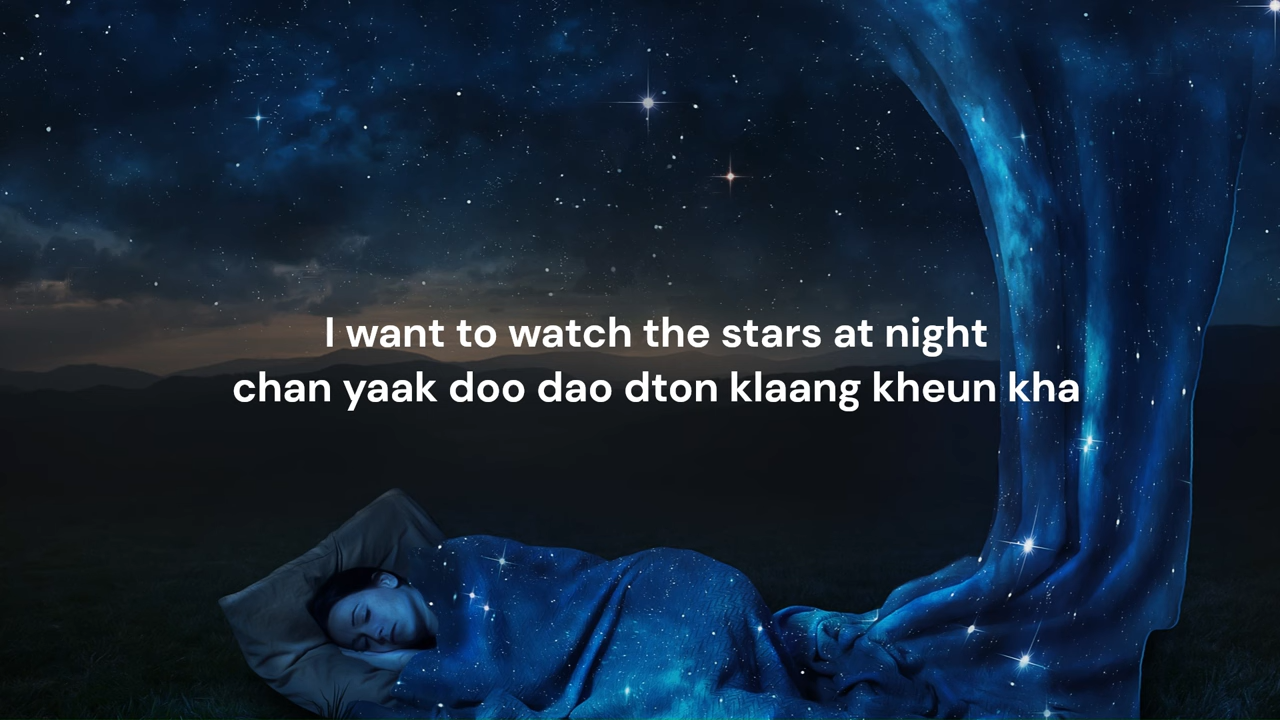 I want to watch the stars at night
chan yaak doo dao dton klaang kheun kha